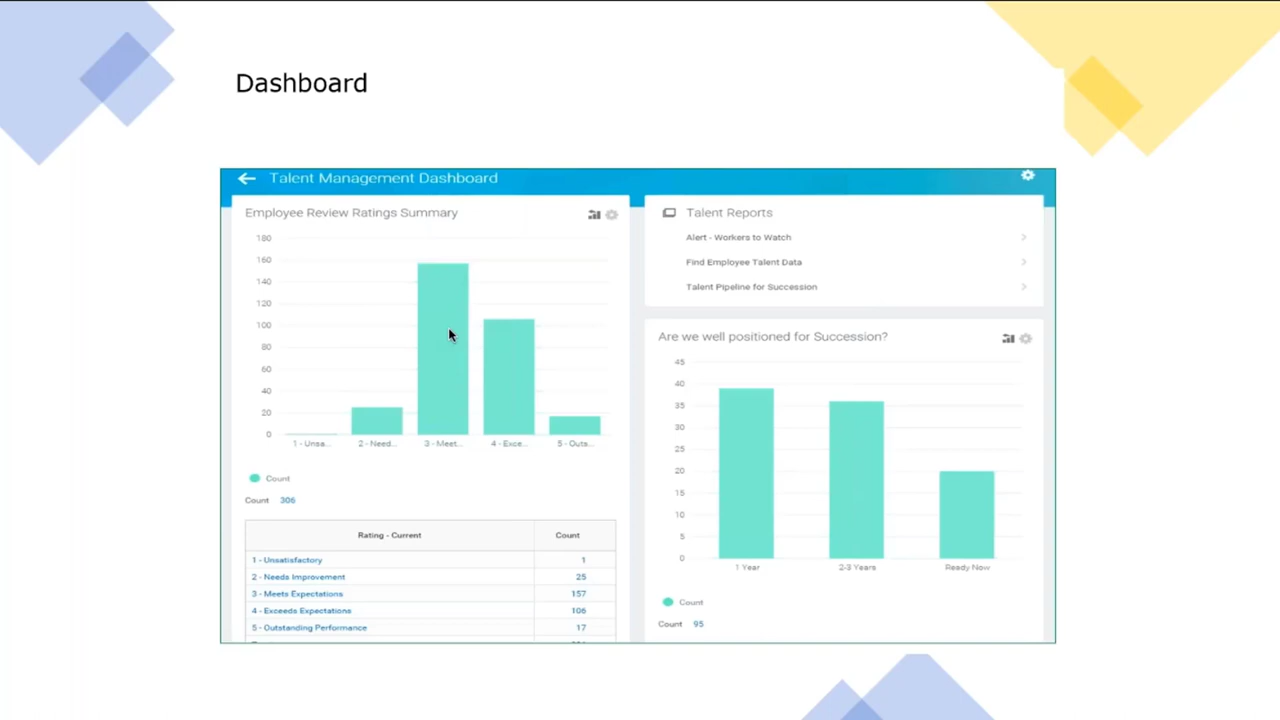 Dashboard
Talent Management Dashboard
Employee Review Ratings Summary
180
160
140
120
100
80
60
40
20
0
1 - Unsa...
2 - Need...
3 - Meet...
4 - Exce...
5 - Outs...
Count
Count 306
Rating - Current Count
1 - Unsatisfactory 1
2 - Needs Improvement 25
3 - Meets Expectations 157
4 - Exceeds Expectations 106
5 - Outstanding Performance 17
Talent Reports
Alert - Workers to Watch
Find Employee Talent Data
Talent Pipeline for Succession
Are we well positioned for Succession?
45
40
35
30
25
20
15
10
5
0
1 Year
2-3 Years
Ready Now
Count
Count 95